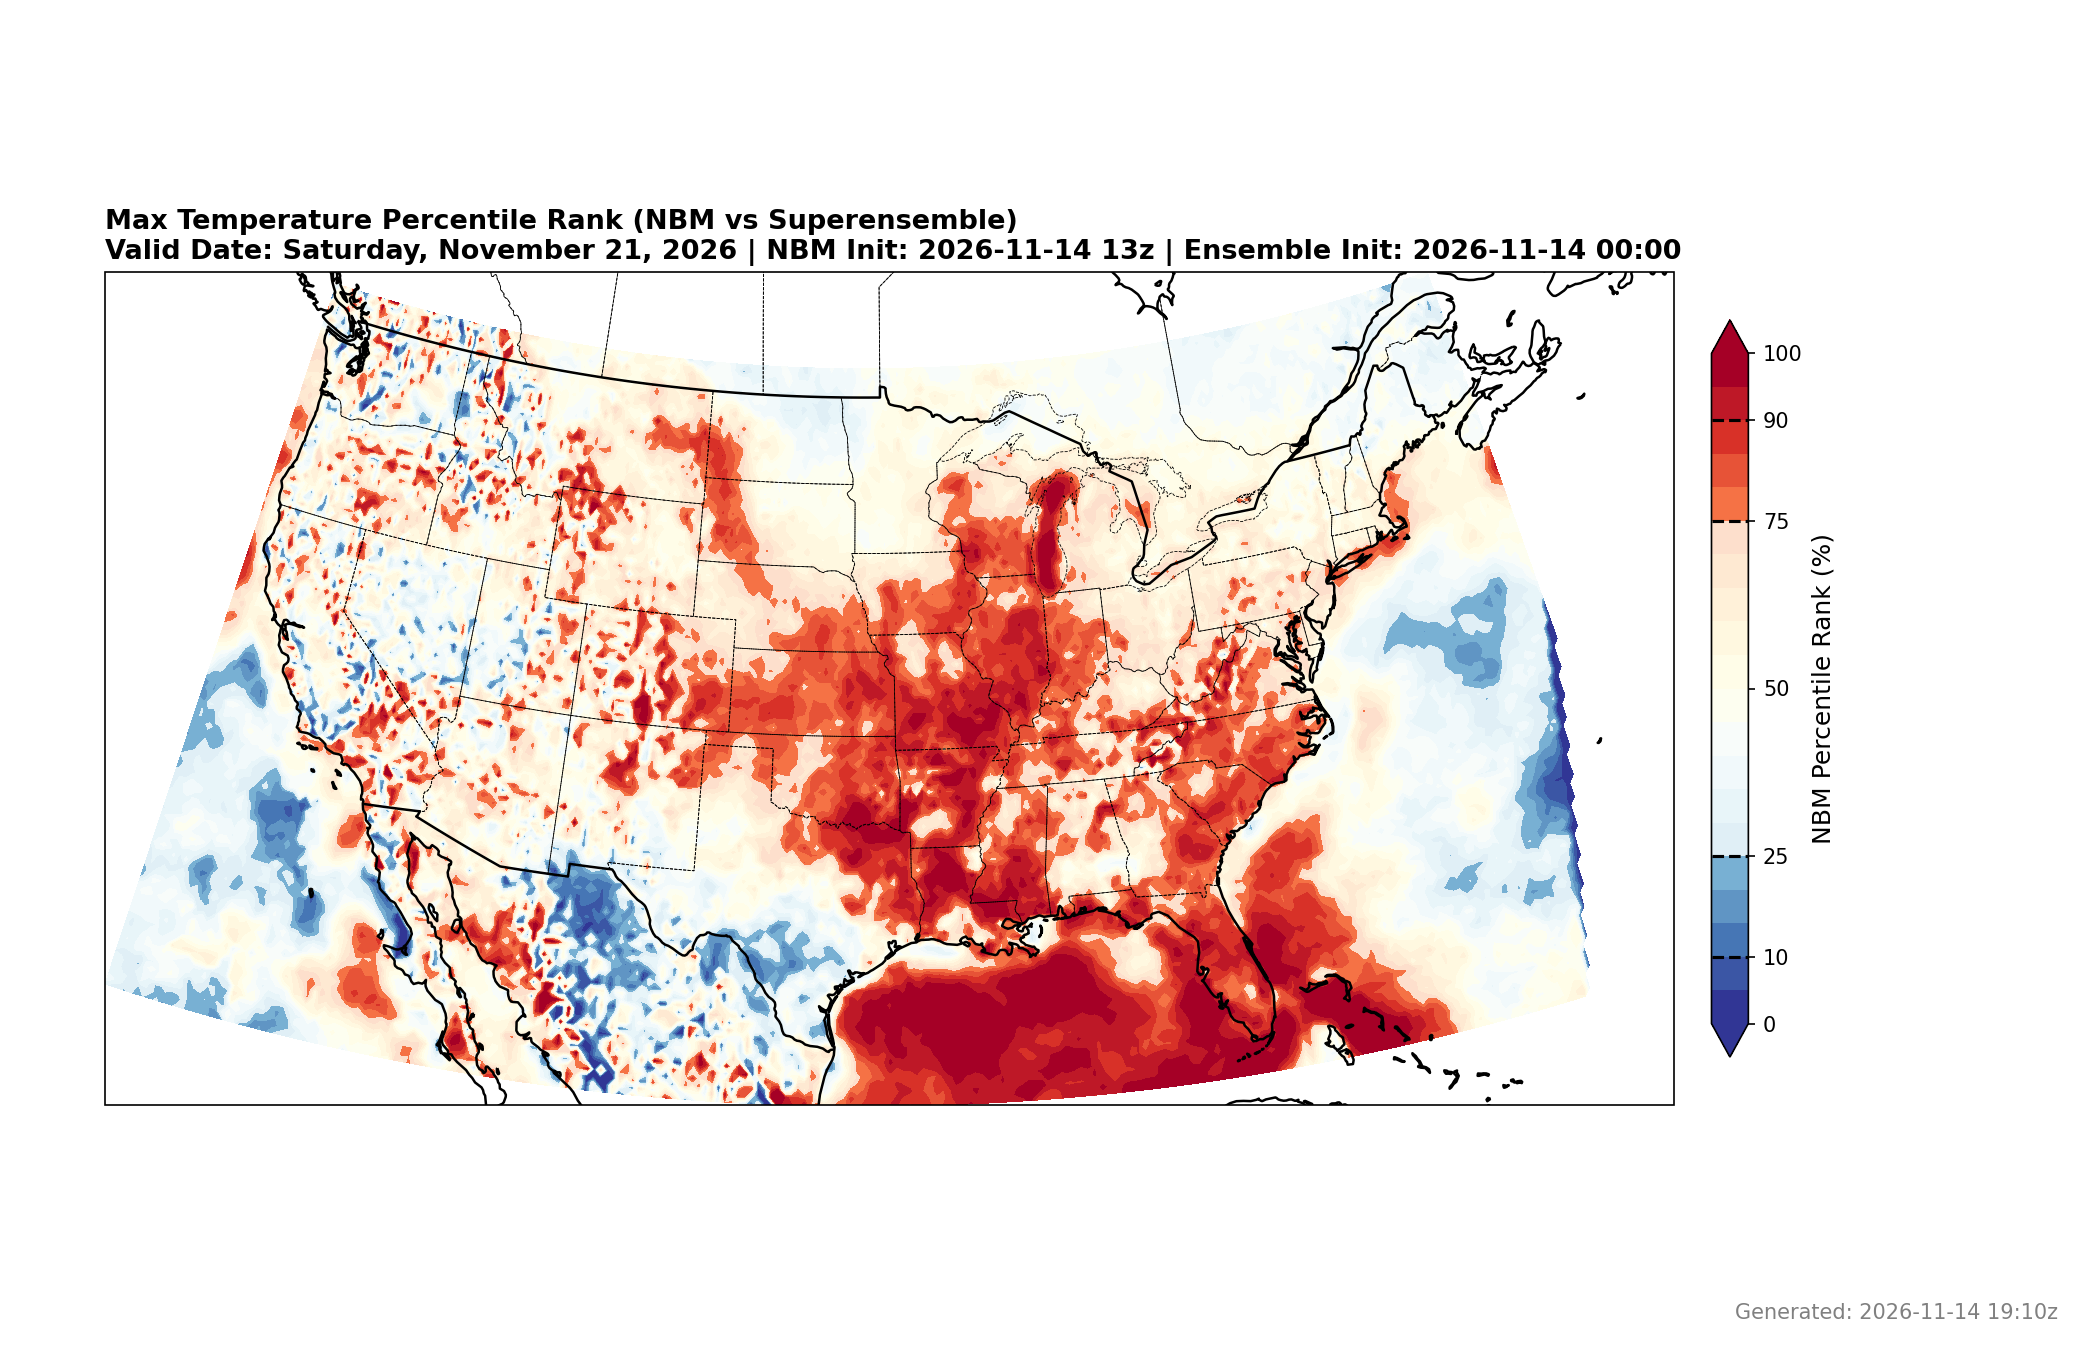 Max Temperature Percentile Rank (NBM vs Superensemble)
Valid Date: Saturday, November 21, 2026 | NBM Init: 2026-11-14 13z | Ensemble Init: 2026-11-14 00:00
100
90
75
50
25
10
0
NBM Percentile Rank (%)
Generated: 2026-11-14 19:10z